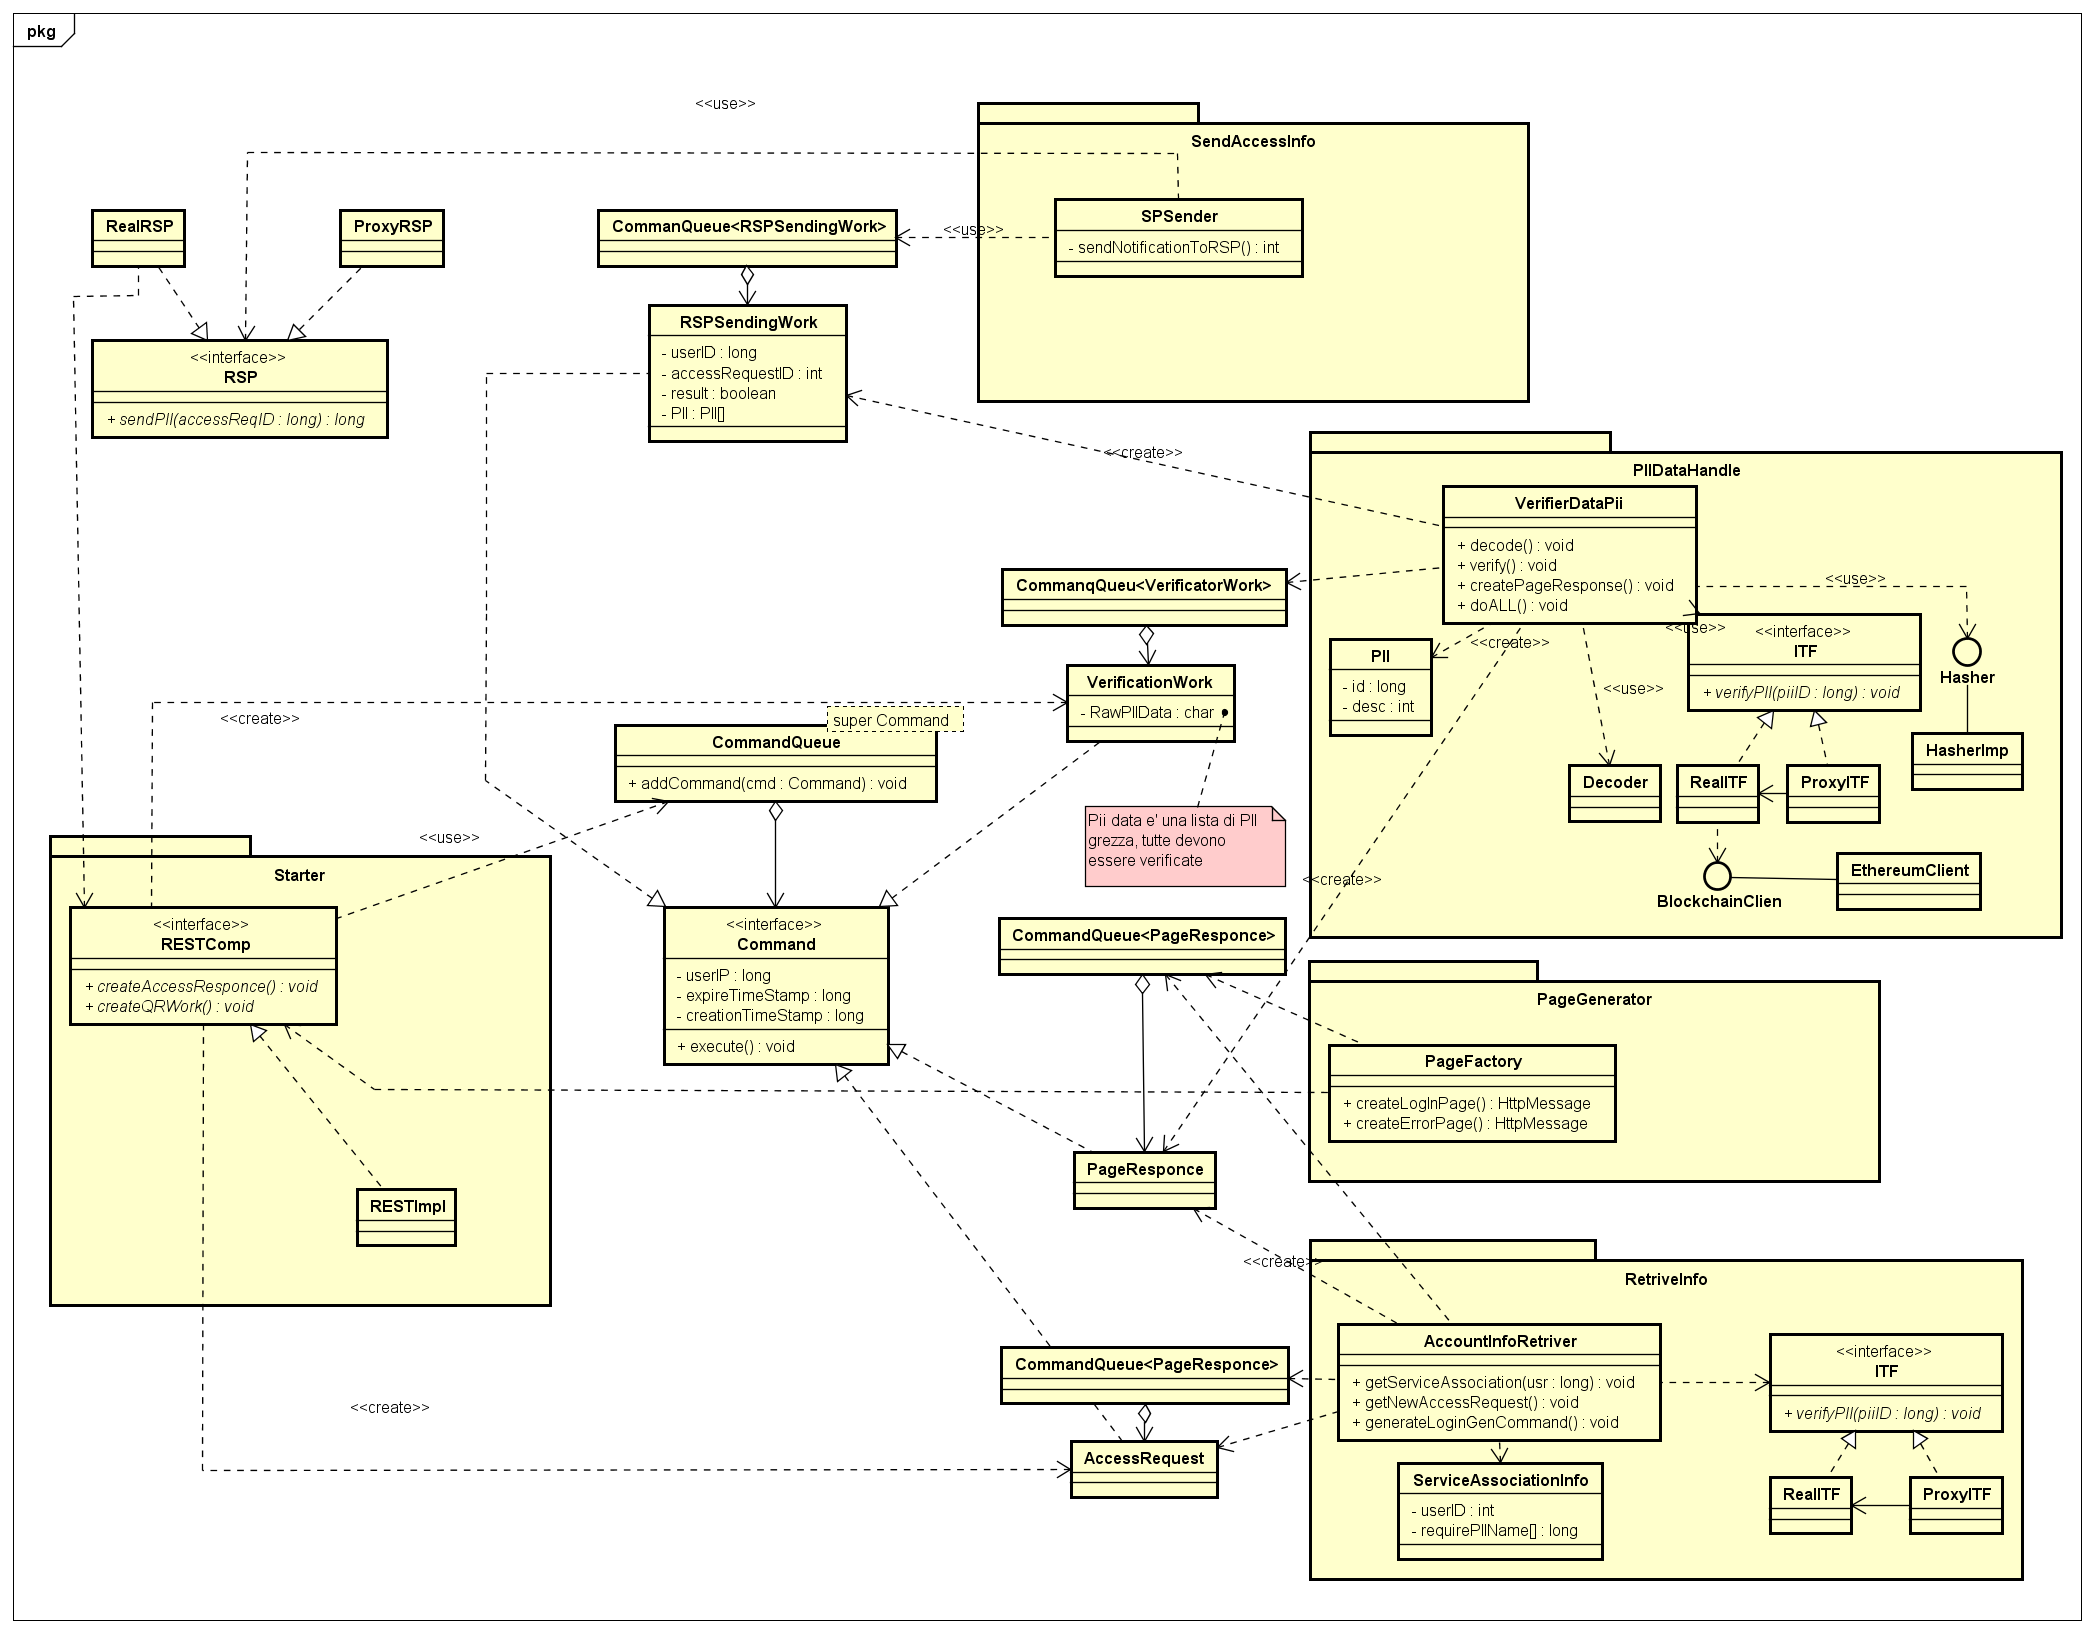 pkg
<<use>>
SendAccessInfo
SPSender
- sendNotificationToRSP() : int
<<use>>
RealRSP
ProxyRSP
CommanQueue<RSPSendingWork>
<<interface>>
RSP
+ sendPII(accessReqID : long) : long
RSPSendingWork
- userID : long
- accessRequestID : int
- result : boolean
- PII : PII[]
<<create>>
PIIDataHandle
VerifierDataPii
+ decode() : void
+ verify() : void
+ createPageResponse() : void
+ doALL() : void
<<use>>
<<use>>
<<create>>
<<use>>
CommanqQueu<VerificatorWork>
PII
- id : long
- desc : int
<<interface>>
ITF
+ verifyPII(piiID : long) : void
Hasher
HasherImp
Decoder
RealITF
ProxyITF
EthereumClient
BlockchainClien
VerificationWork
- RawPIIData : char
<<create>>
super Command
CommandQueue
+ addCommand(cmd : Command) : void
Pii data e' una lista di PII
grezza, tutte devono
essere verificate
<<use>>
<<create>>
Starter
<<interface>>
RESTComp
+ createAccessResponce() : void
+ createQRWork() : void
RESTImpl
<<interface>>
Command
- userIP : long
- expireTimeStamp : long
- creationTimeStamp : long
+ execute() : void
CommandQueue<PageResponce>
PageGenerator
PageFactory
+ createLogInPage() : HttpMessage
+ createErrorPage() : HttpMessage
PageResponce
<<create>>
RetriveInfo
AccountInfoRetriver
+ getServiceAssociation(usr : long) : void
+ getNewAccessRequest() : void
+ generateLoginGenCommand() : void
<<interface>>
ITF
+ verifyPII(piiID : long) : void
CommandQueue<PageResponce>
<<create>>
AccessRequest
ServiceAssociationInfo
- userID : int
- requirePIIName[] : long
RealITF
ProxyITF